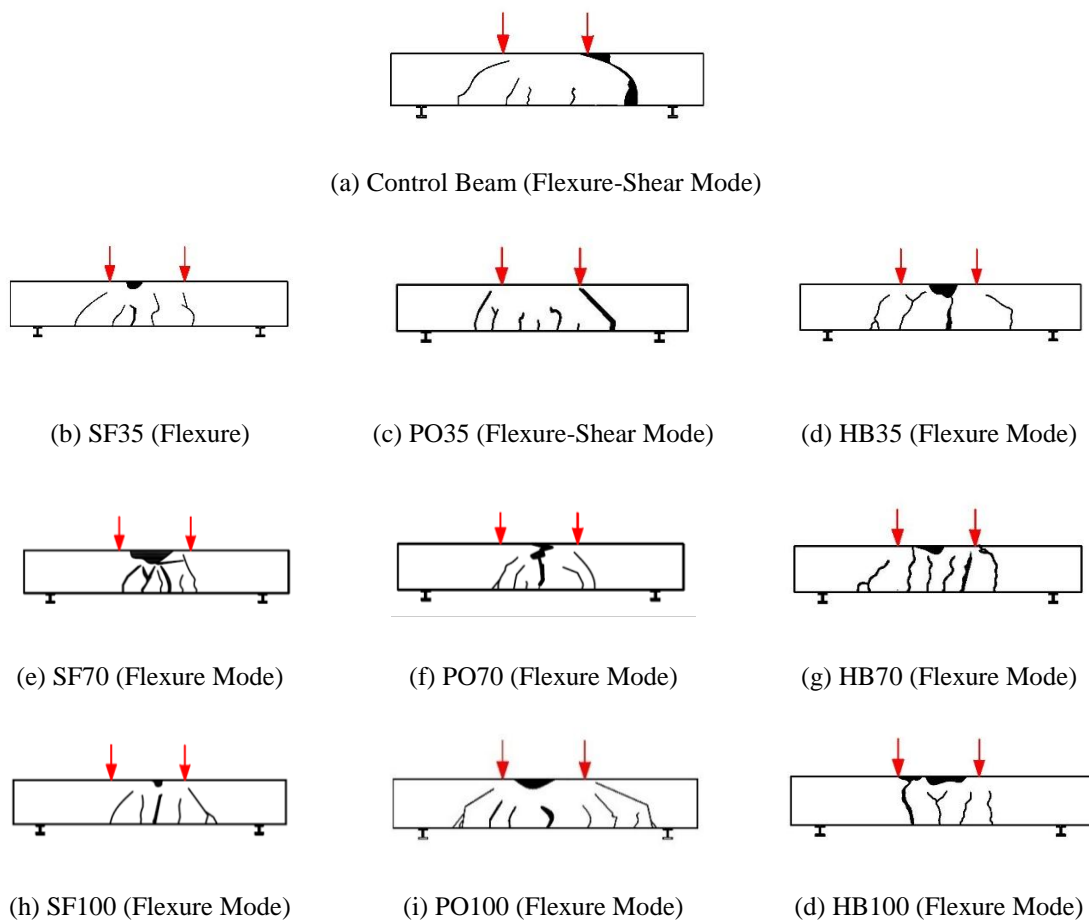 (a) Control Beam (Flexure-Shear Mode)
(b) SF35 (Flexure)
(c) PO35 (Flexure-Shear Mode)
(d) HB35 (Flexure Mode)
(e) SF70 (Flexure Mode)
(f) PO70 (Flexure Mode)
(g) HB70 (Flexure Mode)
(h) SF100 (Flexure Mode)
(i) PO100 (Flexure Mode)
(d) HB100 (Flexure Mode)